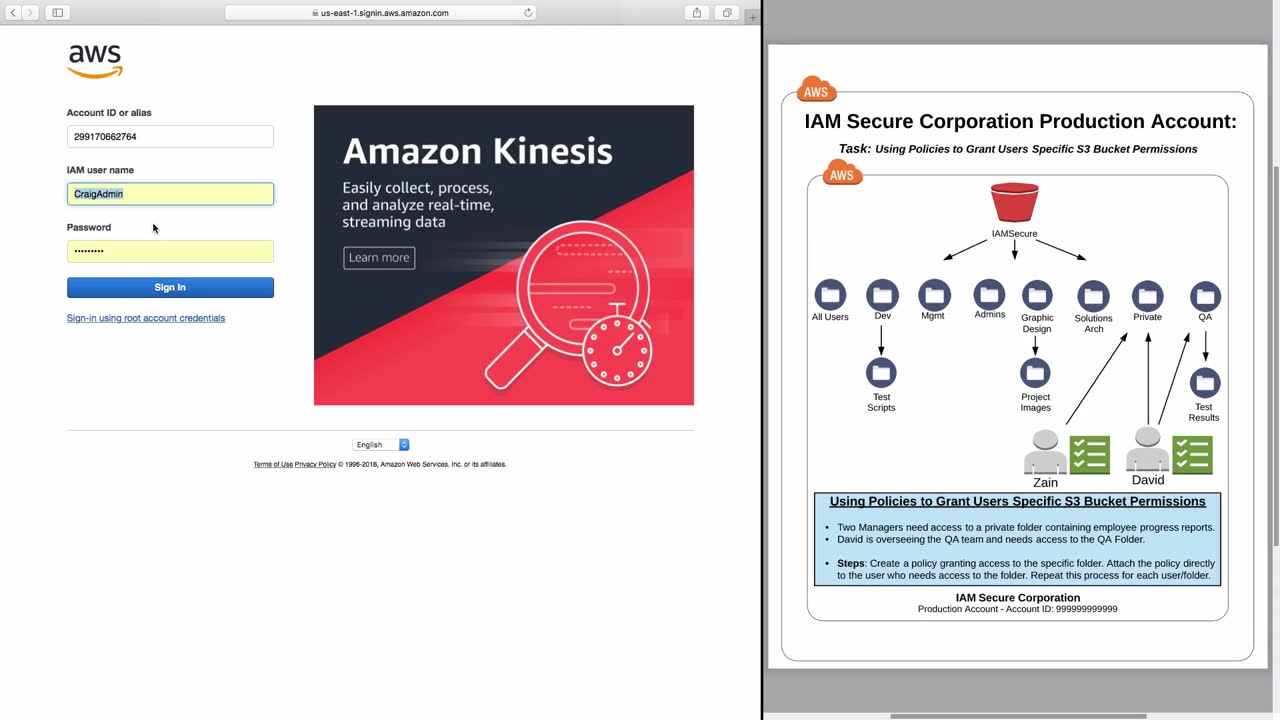 us-east-1.signin.aws.amazon.com
aws
Account ID or alias
299170662764
IAM user name
CraigAdmin
Password
•••••••••
Sign In
Sign-in using root account credentials
Amazon Kinesis
Easily collect, process,
and analyze real-time,
streaming data
Learn more
English
Terms of Use Privacy Policy © 1996-2018, Amazon Web Services, Inc. or its affiliates.
AWS
IAM Secure Corporation Production Account:
Task: Using Policies to Grant Users Specific S3 Bucket Permissions
AWS
IAMSecure
All Users
Dev
Mgmt
Admins
Graphic
Design
Solutions
Arch
Private
QA
Test
Scripts
Project
Images
Test
Results
Zain
David
Using Policies to Grant Users Specific S3 Bucket Permissions
• Two Managers need access to a private folder containing employee progress reports.
• David is overseeing the QA team and needs access to the QA Folder.
• Steps: Create a policy granting access to the specific folder. Attach the policy directly
to the user who needs access to the folder. Repeat this process for each user/folder.
IAM Secure Corporation
Production Account - Account ID: 999999999999